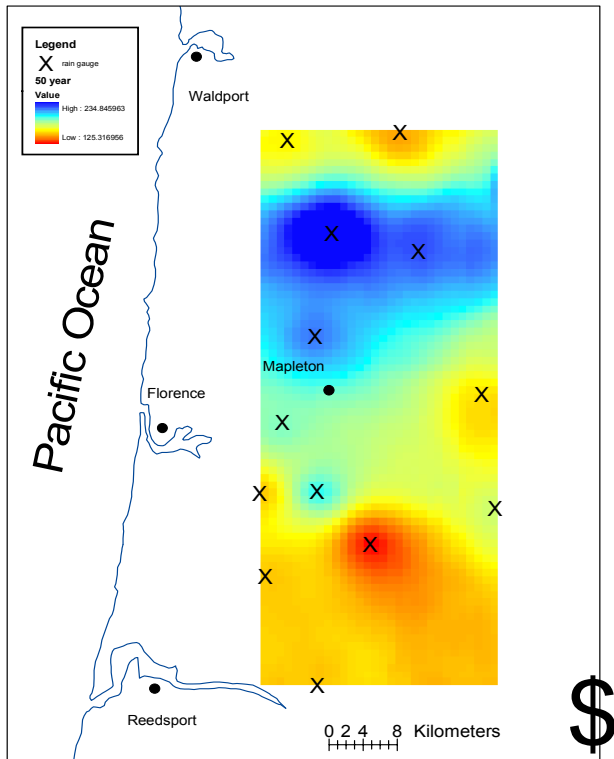 Legend
X rain gauge
50 year
Value
High : 234.845963
Low : 125.316956
Waldport
X X
X X
X
Mapleton
Pacific Ocean
Florence
X
X
X X X
X
X
X
Reedsport
0 2 4 8 Kilometers
$